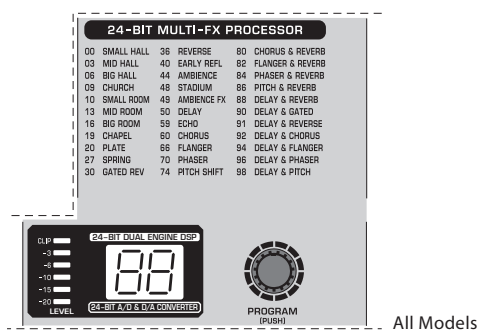 24-BIT MULTI-FX PROCESSOR
00 SMALL HALL 36 REVERSE 80 CHORUS & REVERB
03 MID HALL 40 EARLY REFL 82 FLANGER & REVERB
06 BIG HALL 44 AMBIENCE 84 PHASER & REVERB
09 CHURCH 48 STADIUM 86 PITCH & REVERB
10 SMALL ROOM 49 AMBIENCE FX 88 DELAY & REVERB
13 MID ROOM 50 DELAY 90 DELAY & GATED
16 BIG ROOM 59 ECHO 91 DELAY & REVERSE
19 CHAPEL 60 CHORUS 92 DELAY & CHORUS
20 PLATE 66 FLANGER 94 DELAY & FLANGER
27 SPRING 70 PHASER 96 DELAY & PHASER
30 GATED REV 74 PITCH SHIFT 98 DELAY & PITCH
CLIP
-3
-6
-10
-15
-20
LEVEL
24-BIT DUAL ENGINE DSP
88
24-BIT A/D & D/A CONVERTER
PROGRAM
(PUSH)
All Models